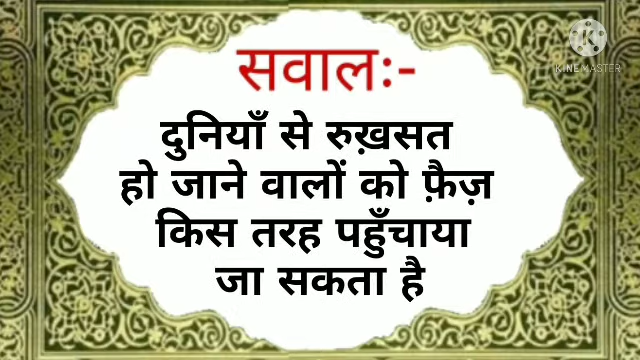 सवालः-
KINEMASTER
दुनियाँ से रुख़सत
हो जाने वालों को फ़ैज़
किस तरह पहुँचाया
जा सकता है